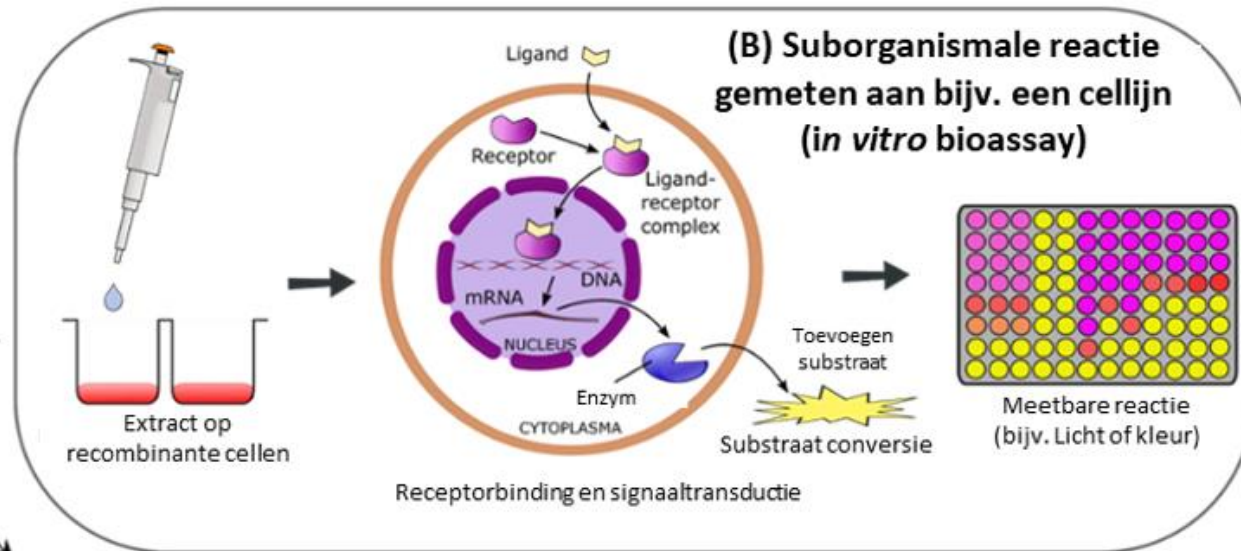 (B) Suborganismale reactie
gemeten aan bijv. een cellijn
(in vitro bioassay)
Extract op
recombinante cellen
Ligand
Receptor
Ligand-
receptor
complex
DNA
mRNA
NUCLEUS
Enzym
CYTOPLASMA
Receptorbinding en signaaltransductie
Toevoegen
substraat
Substraat conversie
Meetbare reactie
(bijv. Licht of kleur)